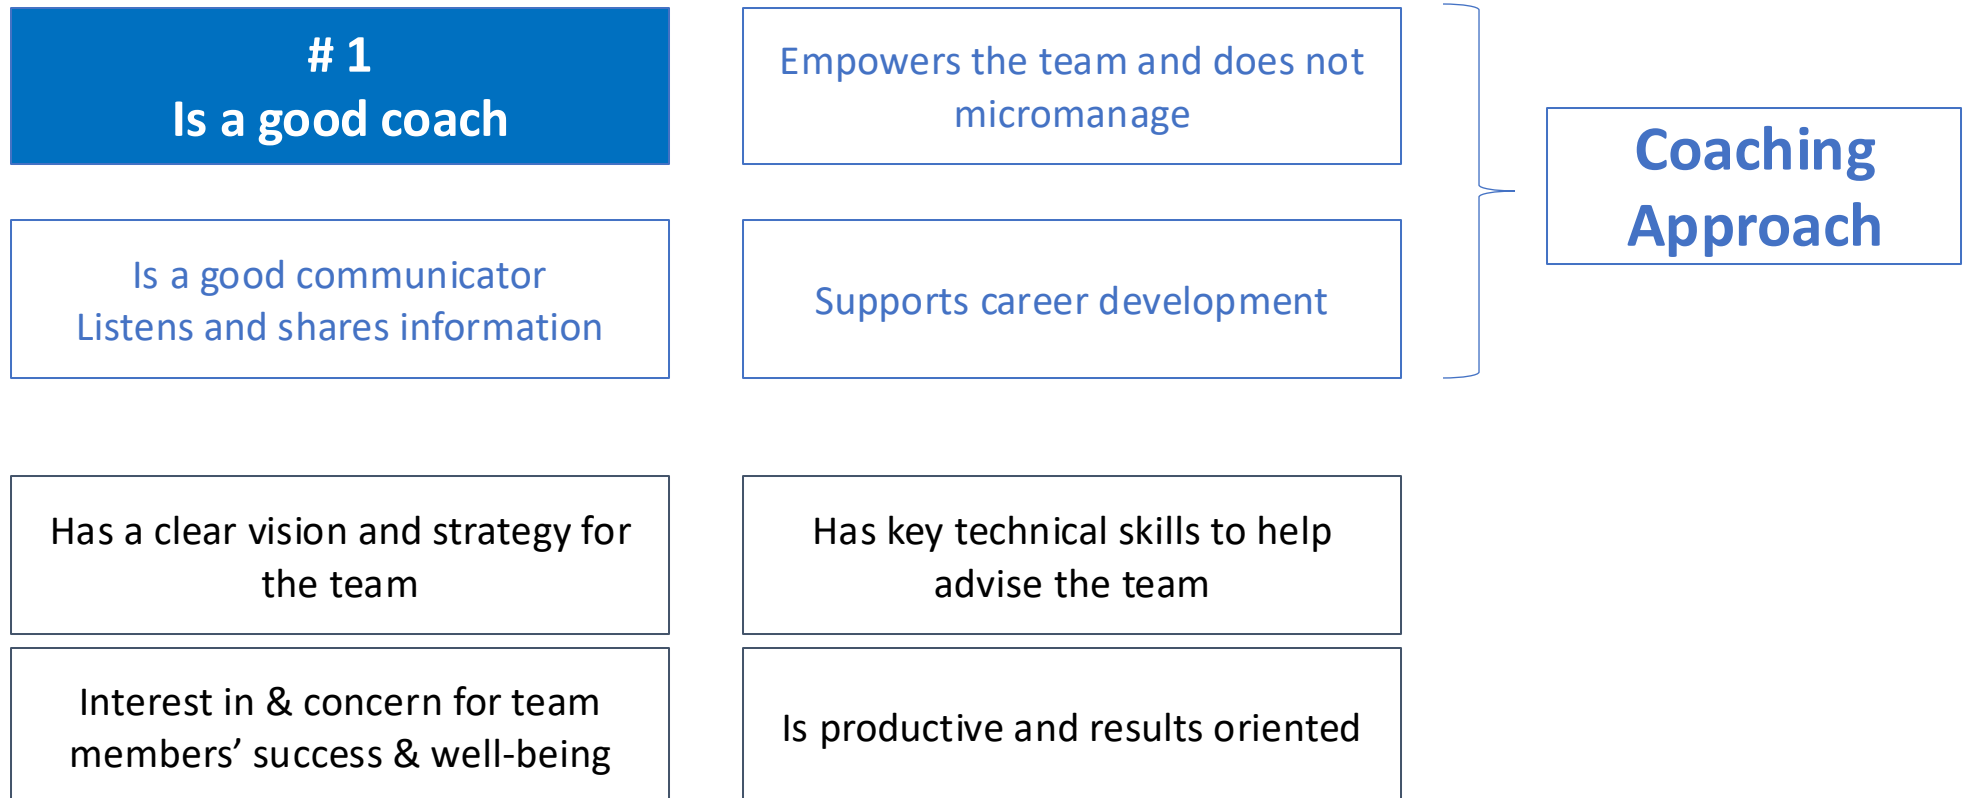 # 1
Is a good coach
Empowers the team and does not
micromanage
Coaching
Approach
Is a good communicator
Listens and shares information
Supports career development
Has a clear vision and strategy for
the team
Has key technical skills to help
advise the team
Interest in & concern for team
members’ success & well-being
Is productive and results oriented